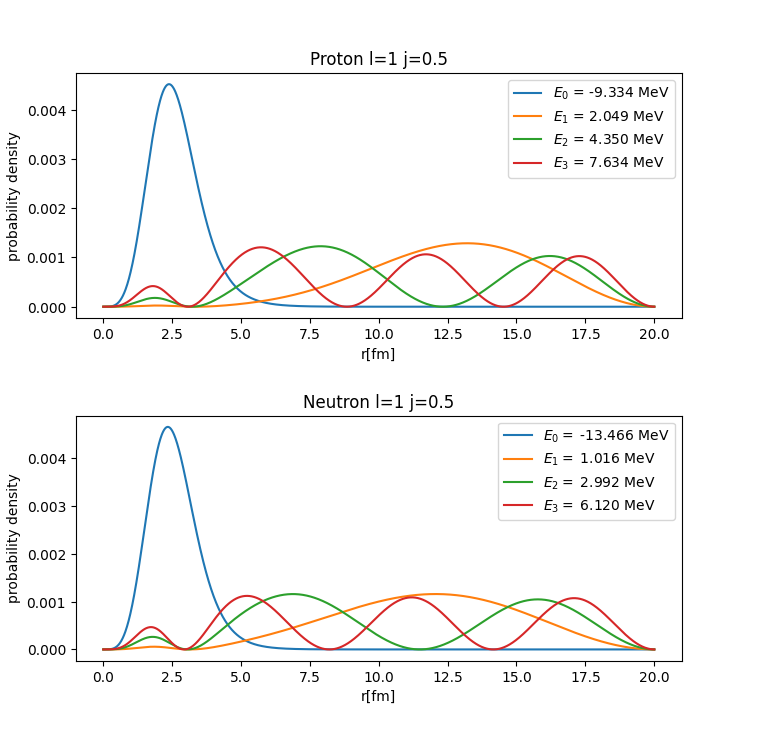 Proton l=1 j=0.5
probability density
0.004
0.003
0.002
0.001
0.000
E0 = -9.334 MeV
E1 = 2.049 MeV
E2 = 4.350 MeV
E3 = 7.634 MeV
0.0 2.5 5.0 7.5 10.0 12.5 15.0 17.5 20.0
r[fm]
Neutron l=1 j=0.5
probability density
0.004
0.003
0.002
0.001
0.000
E0 = -13.466 MeV
E1 = 1.016 MeV
E2 = 2.992 MeV
E3 = 6.120 MeV
0.0 2.5 5.0 7.5 10.0 12.5 15.0 17.5 20.0
r[fm]